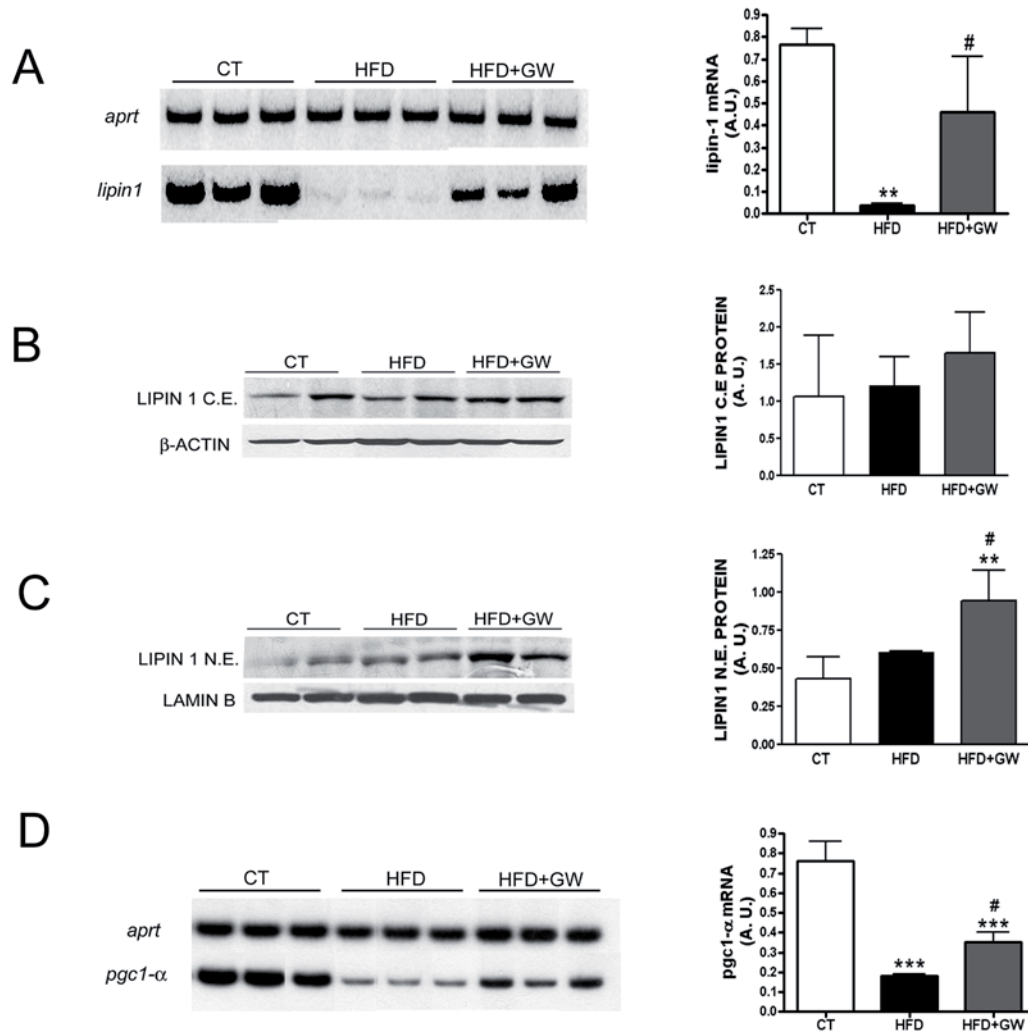 A
CT HFD HFD+GW
aprt
lipin1
lipin-1 mRNA
(A.U.)
0.9
0.8
0.7
0.6
0.5
0.4
0.3
0.2
0.1
0.0
**
#
CT HFD HFD+GW
B
CT HFD HFD+GW
LIPIN 1 C.E.
β-ACTIN
LIPIN1 C.E PROTEIN
(A. U.)
2.5
2.0
1.5
1.0
0.5
0.0
CT HFD HFD+GW
C
CT HFD HFD+GW
LIPIN 1 N.E.
LAMIN B
LIPIN1 N.E. PROTEIN
(A. U.)
1.25
1.00
0.75
0.50
0.25
0.00
#
**
CT HFD HFD+GW
D
CT HFD HFD+GW
aprt
pgc1-α
pgc1-α mRNA
(A. U.)
0.9
0.8
0.7
0.6
0.5
0.4
0.3
0.2
0.1
0.0
***
#
***
CT HFD HFD+GW